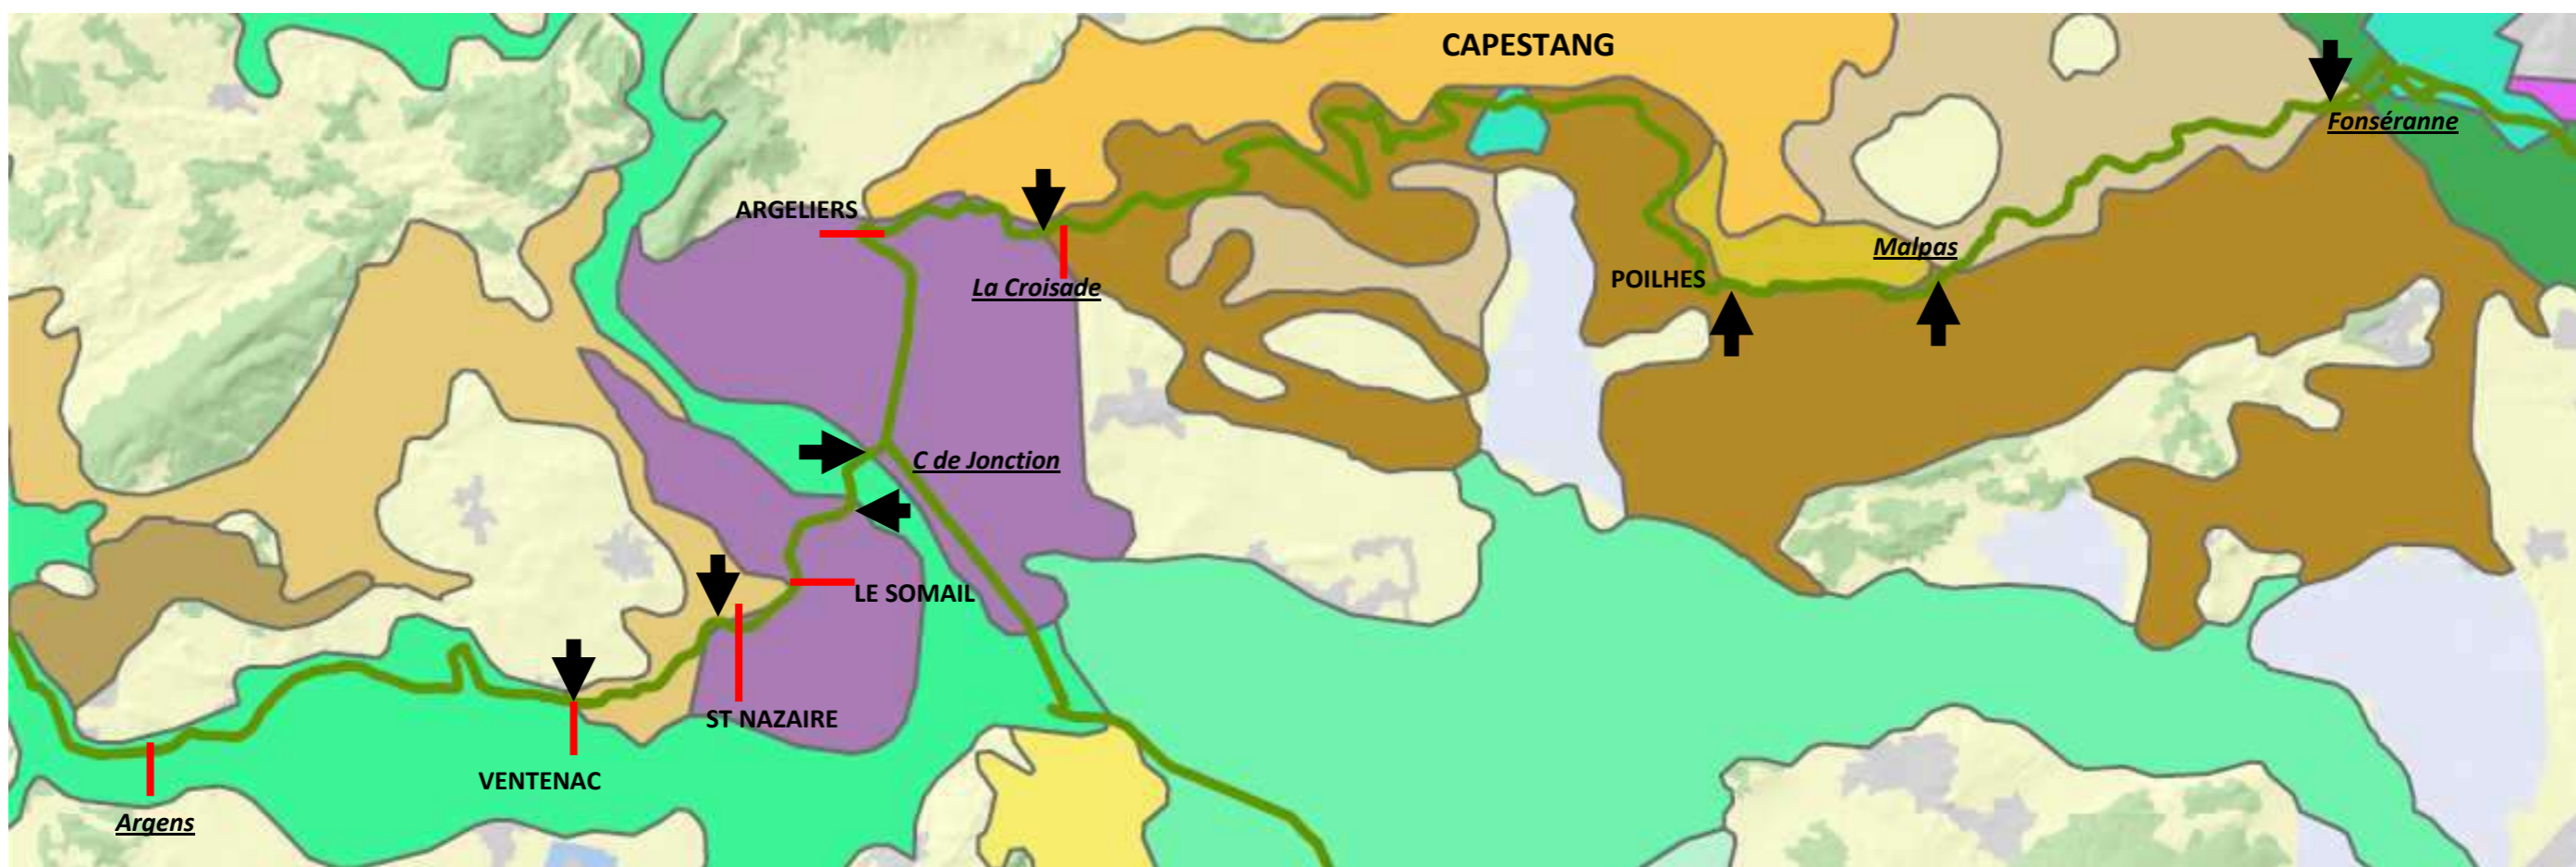 CAPESTANG
Fonséranne
ARGELIERS
Malpas
La Croisade
POILHES
C de Jonction
LE SOMAIL
ST NAZAIRE
VENTENAC
Argens